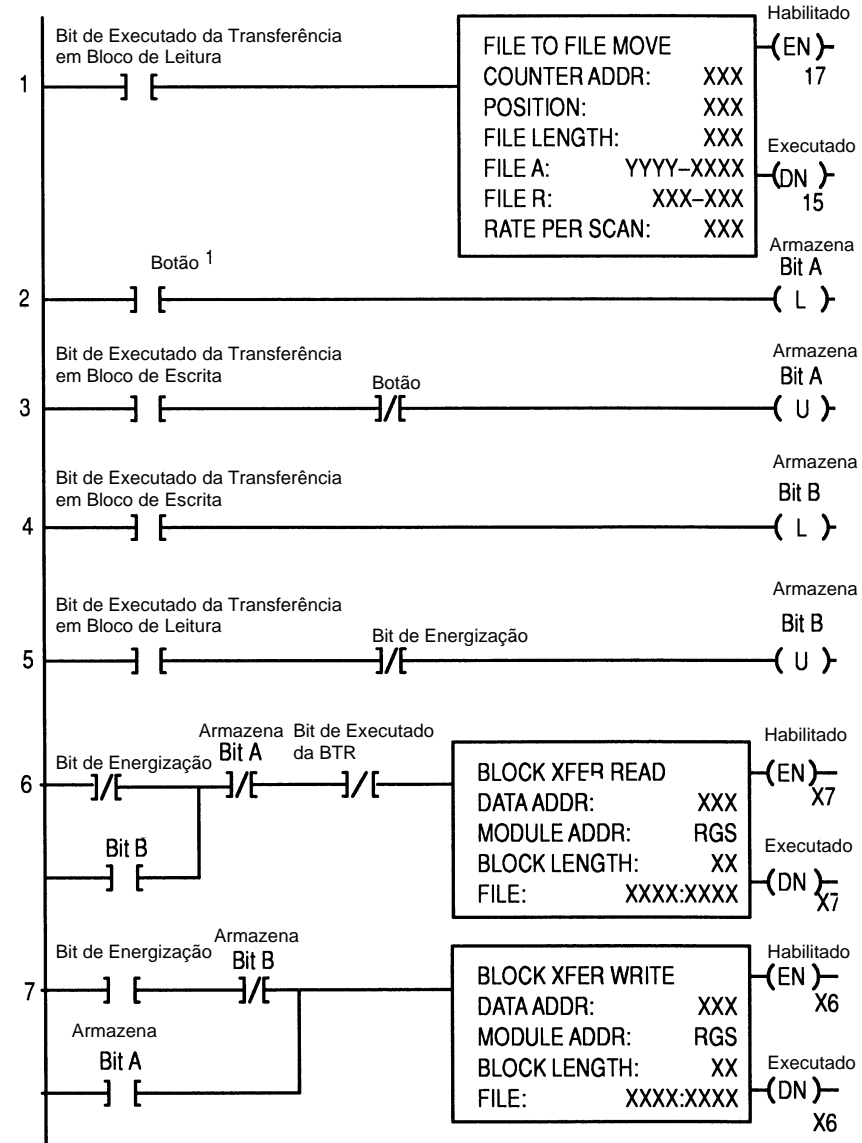 Habilitado
Bit de Executado da Transferência
em Bloco de Leitura
FILE TO FILE MOVE
(EN)
1
COUNTER ADDR: XXX
17
POSITION: XXX
FILE LENGTH: XXX
Executado
FILE A: YYYY–XXXX
(DN)
FILE R: XXX–XXX
15
RATE PER SCAN: XXX
Armazena
Botão 1
Bit A
2
( L )
Bit de Executado da Transferência
em Bloco de Escrita
Armazena
Botão
Bit A
3
( U )
Bit de Executado da Transferência
em Bloco de Escrita
Armazena
Bit B
4
( L )
Armazena
Bit de Executado da Transferência
em Bloco de Leitura
Bit de Energização
Bit B
5
( U )
Habilitado
Armazena
Bit A
Bit de Executado
da BTR
Bit de Energização
6
BLOCK XFER READ
(EN)
X7
DATA ADDR: XXX
MODULE ADDR: RGS
Bit B
BLOCK LENGTH: XX
Executado
FILE: XXXX:XXXX
(DN)
X7
Armazena
Bit de Energização
Bit B
Habilitado
7
BLOCK XFER WRITE
(EN)
X6
DATA ADDR: XXX
Armazena
MODULE ADDR: RGS
Bit A
BLOCK LENGTH: XX
Executado
FILE: XXXX:XXXX
(DN)
X6